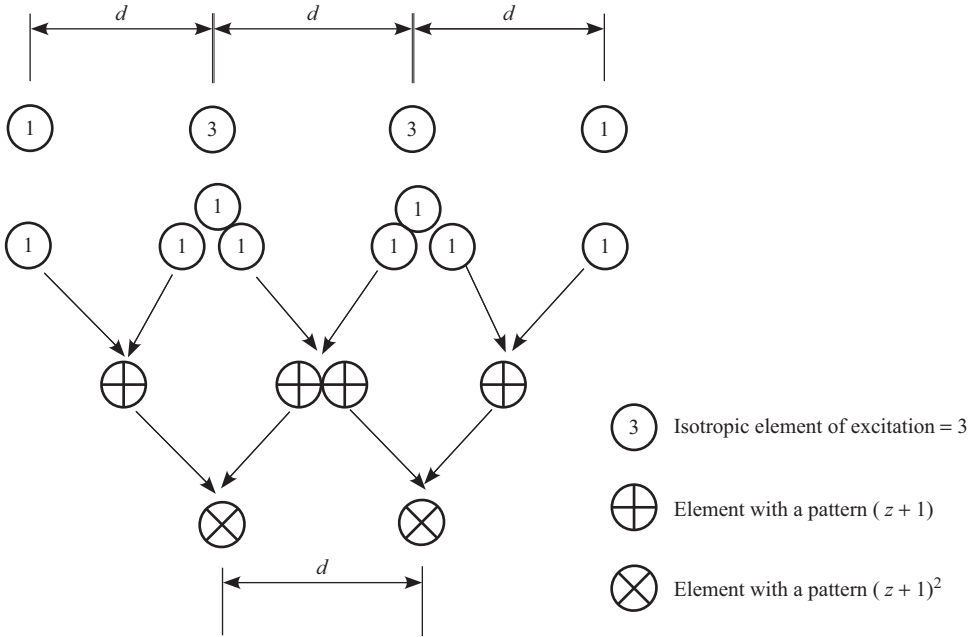 d d d
1 3 3 1
1 1
1 1 1 1 1 1
3 Isotropic element of excitation = 3
Element with a pattern (z + 1)
d
Element with a pattern (z + 1)²